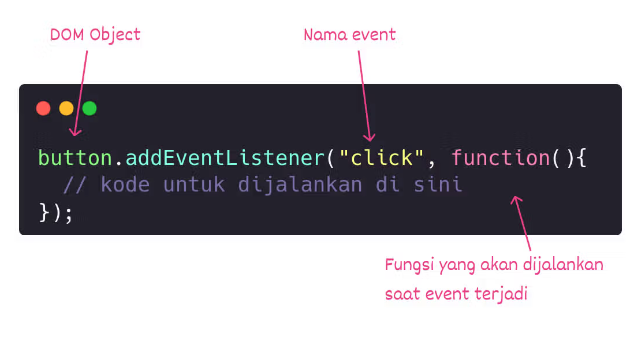 DOM Object
Nama event
button.addEventListener("click", function(){
// kode untuk dijalankan di sini
});
Fungsi yang akan dijalankan
saat event terjadi